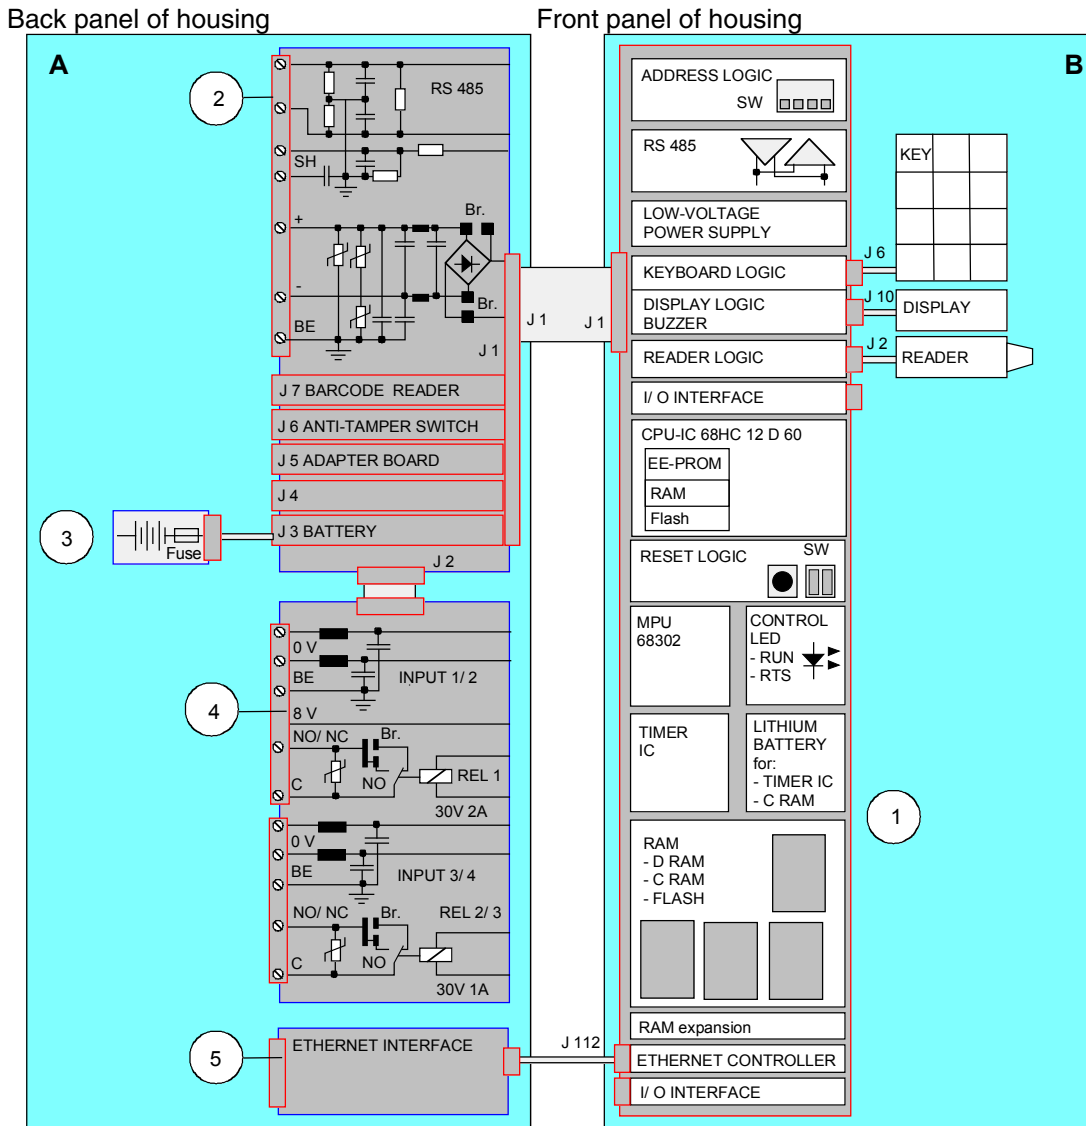 Back panel of housing
Front panel of housing
A
2
RS 485
SH
+
Br.
-
Br.
BE
J 1
J 1
J 1
J 7 BARCODE READER
J 6 ANTI-TAMPER SWITCH
J 5 ADAPTER BOARD
J 4
J 3 BATTERY
3
Fuse
J 2
0 V
BE
INPUT 1/ 2
4
8 V
NO/ NC
Br.
NO
REL 1
C
30V 2A
0 V
BE
INPUT 3/ 4
NO/ NC
Br.
REL 2/ 3
NO
C
30V 1A
5
ETHERNET INTERFACE
J 112
B
ADDRESS LOGIC
SW
RS 485
LOW-VOLTAGE
POWER SUPPLY
KEYBOARD LOGIC
DISPLAY LOGIC
BUZZER
READER LOGIC
I/ O INTERFACE
KEY
J 6
J 10
DISPLAY
J 2
READER
CPU-IC 68HC 12 D 60
EE-PROM
RAM
Flash
RESET LOGIC
SW
MPU
68302
CONTROL
LED
- RUN
- RTS
TIMER
IC
LITHIUM
BATTERY
for:
- TIMER IC
- C RAM
1
RAM
- D RAM
- C RAM
- FLASH
RAM expansion
ETHERNET CONTROLLER
I/ O INTERFACE